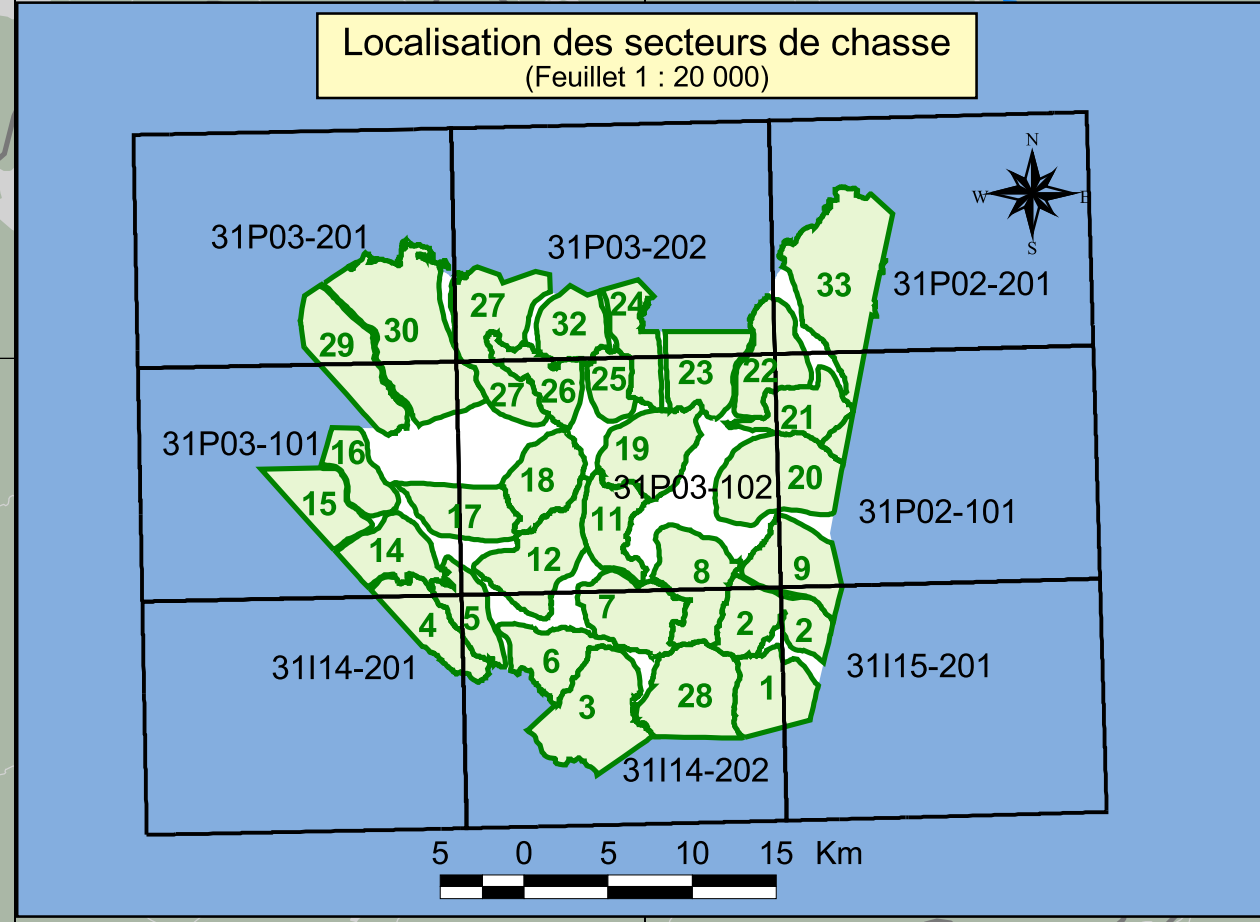 Localisation des secteurs de chasse
(Feuillet 1 : 20 000)
N
W E
S
31P03-201
31P03-202
31P02-201
33
27
32
24
30
29
27
26
25
23
22
21
31P03-101
16
19
18
31P03-102
20
15
17
11
31P02-101
14
12
8
9
4
5
7
2
2
31I14-201
6
31I15-201
3
28
1
31I14-202
5 0 5 10 15 Km